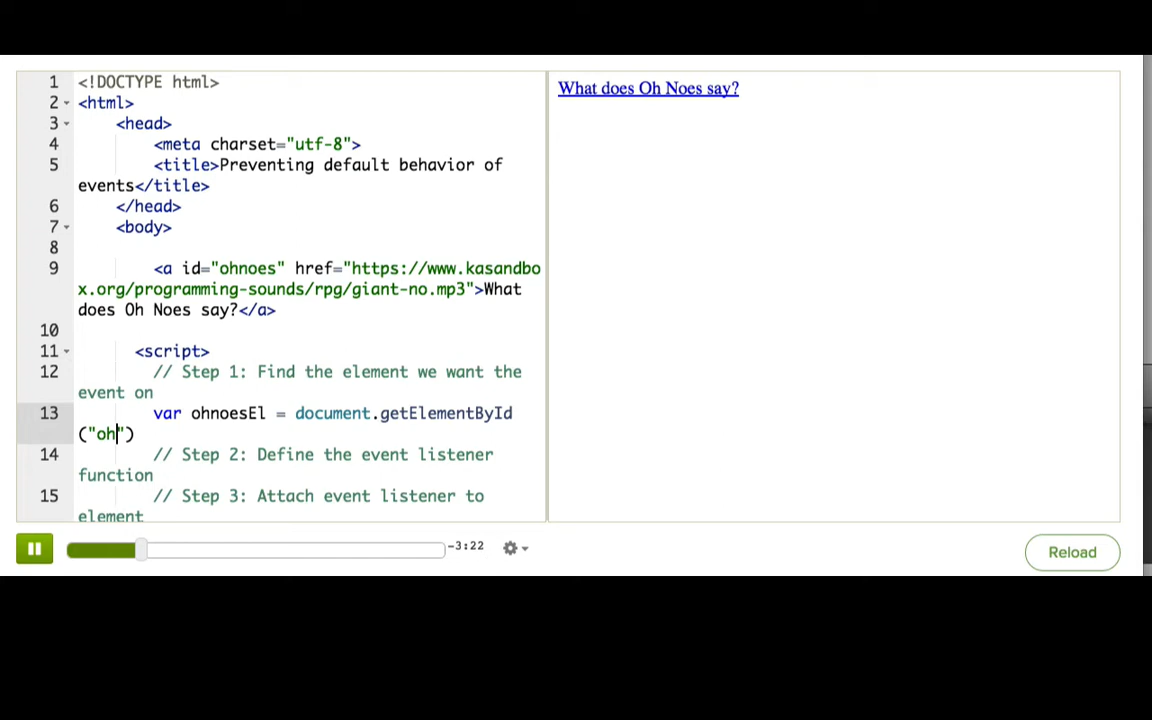 1 <!DOCTYPE html>
What does Oh Noes say?
2 <html>
3 <head>
4 <meta charset="utf-8">
5 <title>Preventing default behavior of
events</title>
6 </head>
7 <body>
8
9 <a id="ohnoes" href="https://www.kasandbo
x.org/programming-sounds/rpg/giant-no.mp3">What
does Oh Noes say?</a>
10
11 <script>
12 // Step 1: Find the element we want the
event on
13 var ohnoesEl = document.getElementById
("oh")
14 // Step 2: Define the event listener
function
15 // Step 3: Attach event listener to
element
-3:22
Reload